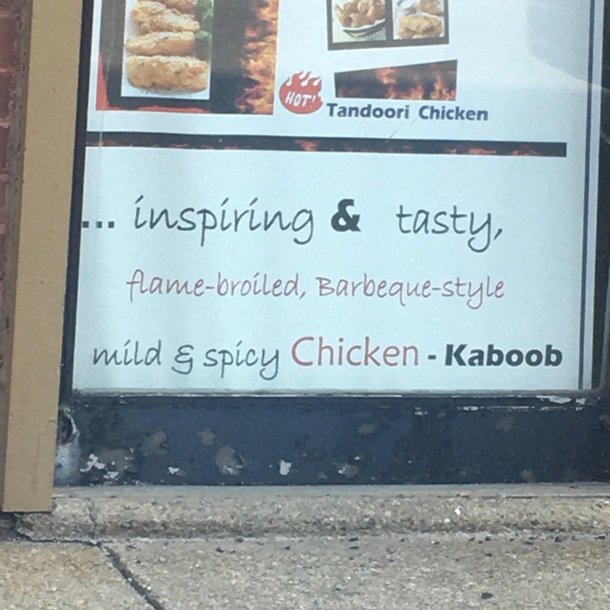 HOT!
Tandoori Chicken
... inspiring & tasty,
flame-broiled, Barbeque-style
mild & spicy Chicken - Kaboob